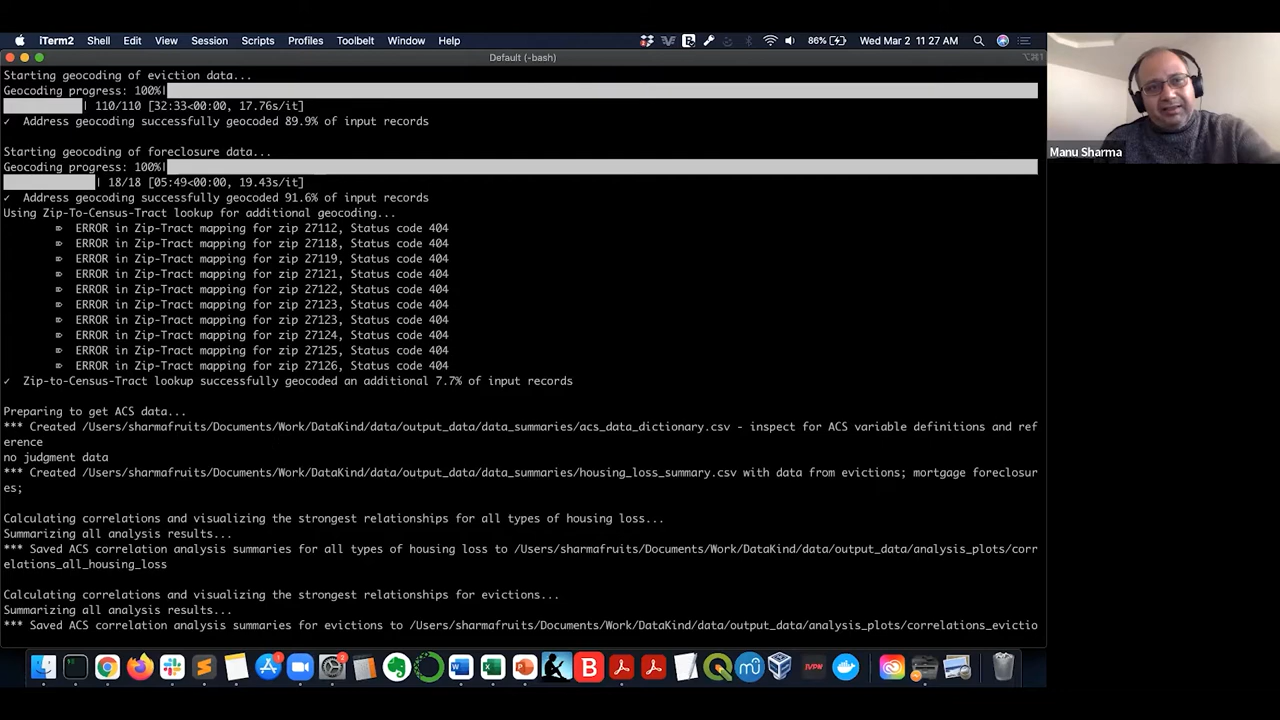 iTerm2 Shell Edit View Session Scripts Profiles Toolbelt Window Help 86% Wed Mar 2 11:27 AM
Default (-bash)
Starting geocoding of eviction data...
Geocoding progress: 100%|
| 110/110 [32:33<00:00, 17.76s/it]
✓ Address geocoding successfully geocoded 89.9% of input records
Starting geocoding of foreclosure data...
Geocoding progress: 100%|
| 18/18 [05:49<00:00, 19.43s/it]
✓ Address geocoding successfully geocoded 91.6% of input records
Using Zip-To-Census-Tract lookup for additional geocoding...
ERROR in Zip-Tract mapping for zip 27112, Status code 404
ERROR in Zip-Tract mapping for zip 27118, Status code 404
ERROR in Zip-Tract mapping for zip 27119, Status code 404
ERROR in Zip-Tract mapping for zip 27121, Status code 404
ERROR in Zip-Tract mapping for zip 27122, Status code 404
ERROR in Zip-Tract mapping for zip 27123, Status code 404
ERROR in Zip-Tract mapping for zip 27123, Status code 404
ERROR in Zip-Tract mapping for zip 27124, Status code 404
ERROR in Zip-Tract mapping for zip 27125, Status code 404
ERROR in Zip-Tract mapping for zip 27126, Status code 404
✓ Zip-to-Census-Tract lookup successfully geocoded an additional 7.7% of input records
Preparing to get ACS data...
*** Created /Users/sharmafruits/Documents/Work/DataKind/data/output_data/data_summaries/acs_data_dictionary.csv - inspect for ACS variable definitions and ref
erence
no judgment data
*** Created /Users/sharmafruits/Documents/Work/DataKind/data/output_data/data_summaries/housing_loss_summary.csv with data from evictions; mortgage foreclosur
es;
Calculating correlations and visualizing the strongest relationships for all types of housing loss...
Summarizing all analysis results...
*** Saved ACS correlation analysis summaries for all types of housing loss to /Users/sharmafruits/Documents/Work/DataKind/data/output_data/analysis_plots/corr
elations_all_housing_loss
Calculating correlations and visualizing the strongest relationships for evictions...
Summarizing all analysis results...
*** Saved ACS correlation analysis summaries for evictions to /Users/sharmafruits/Documents/Work/DataKind/data/output_data/analysis_plots/correlations_evictio
Manu Sharma